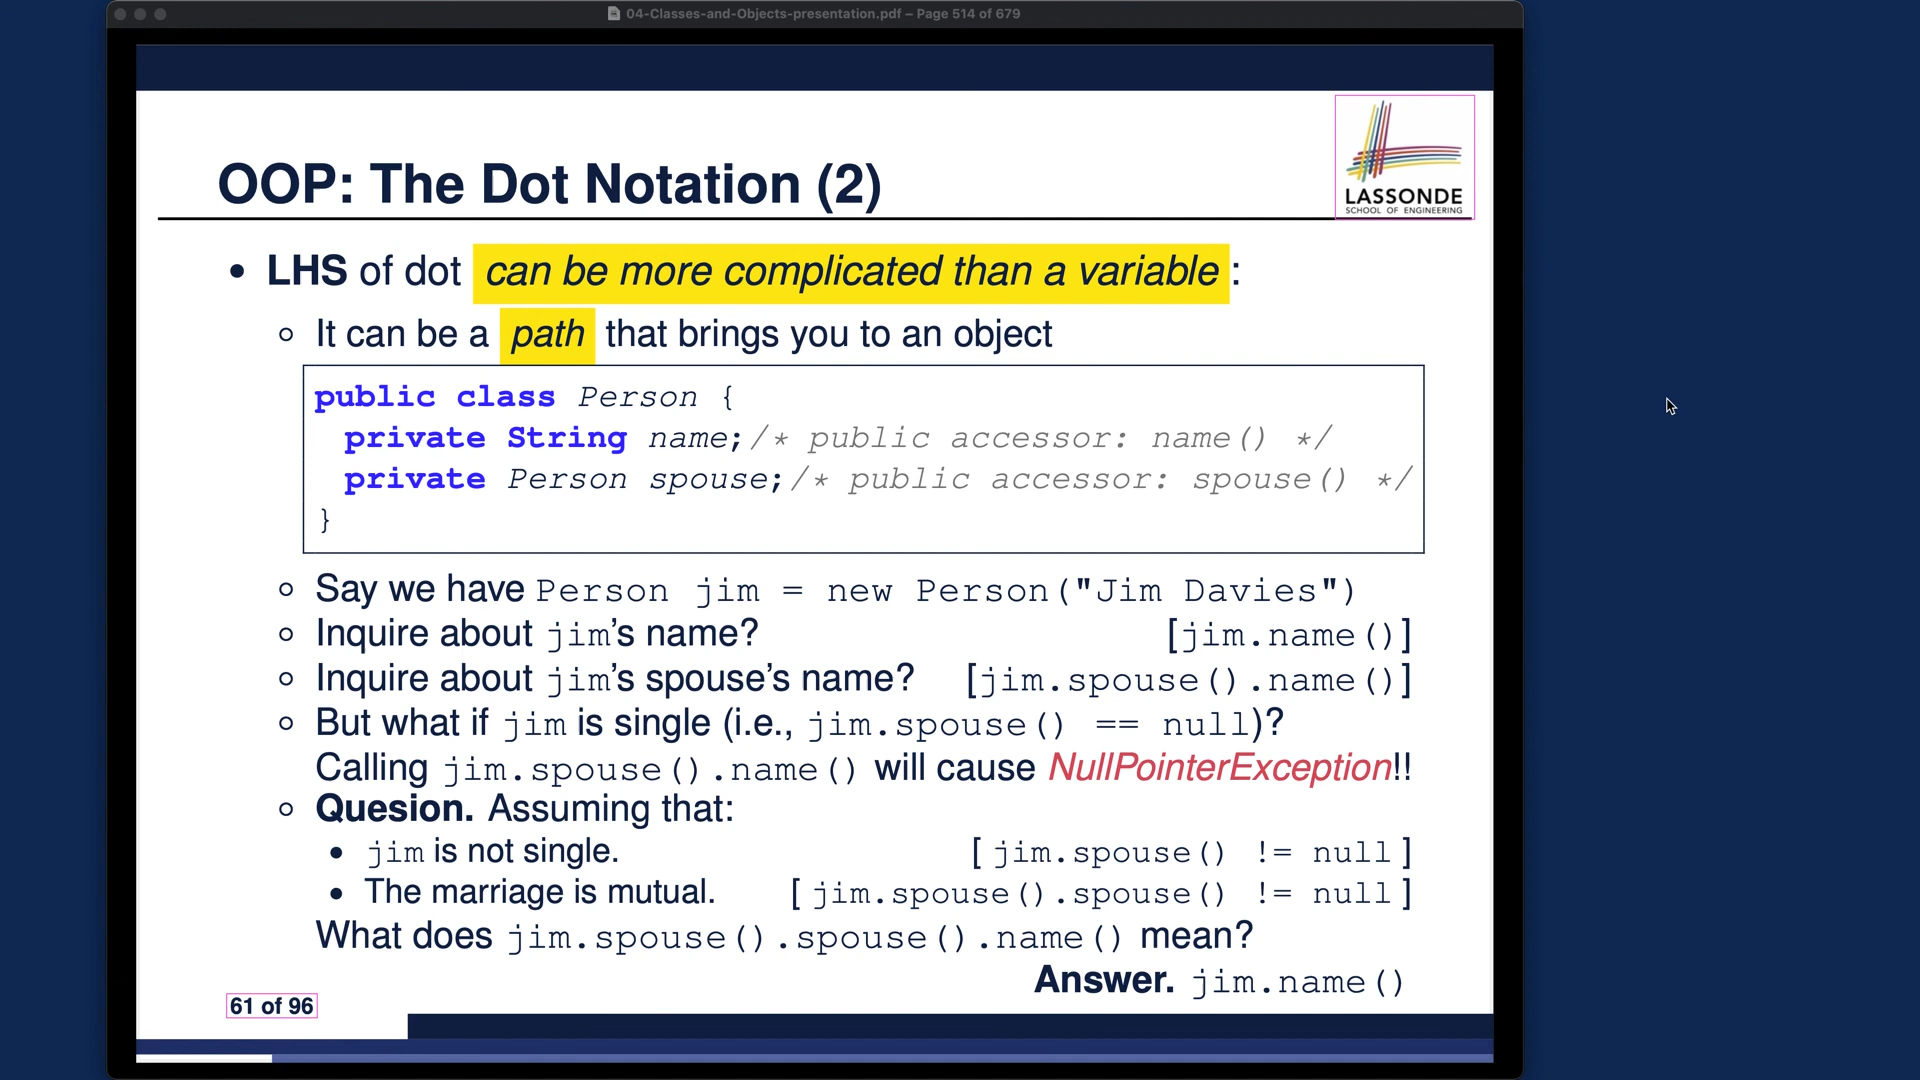 04-Classes-and-Objects-presentation.pdf – Page 514 of 679
LASSONDE
SCHOOL OF ENGINEERING
OOP: The Dot Notation (2)
• LHS of dot can be more complicated than a variable :
○ It can be a path that brings you to an object
public class Person {
private String name; /* public accessor: name() */
private Person spouse; /* public accessor: spouse() */
}
○ Say we have Person jim = new Person("Jim Davies")
○ Inquire about jim's name? [jim.name()]
○ Inquire about jim's spouse's name? [jim.spouse().name()]
○ But what if jim is single (i.e., jim.spouse() == null)?
Calling jim.spouse().name() will cause NullPointerException!!
○ Quesion. Assuming that:
• jim is not single. [ jim.spouse() != null ]
• The marriage is mutual. [ jim.spouse().spouse() != null ]
What does jim.spouse().spouse().name() mean?
Answer. jim.name()
61 of 96